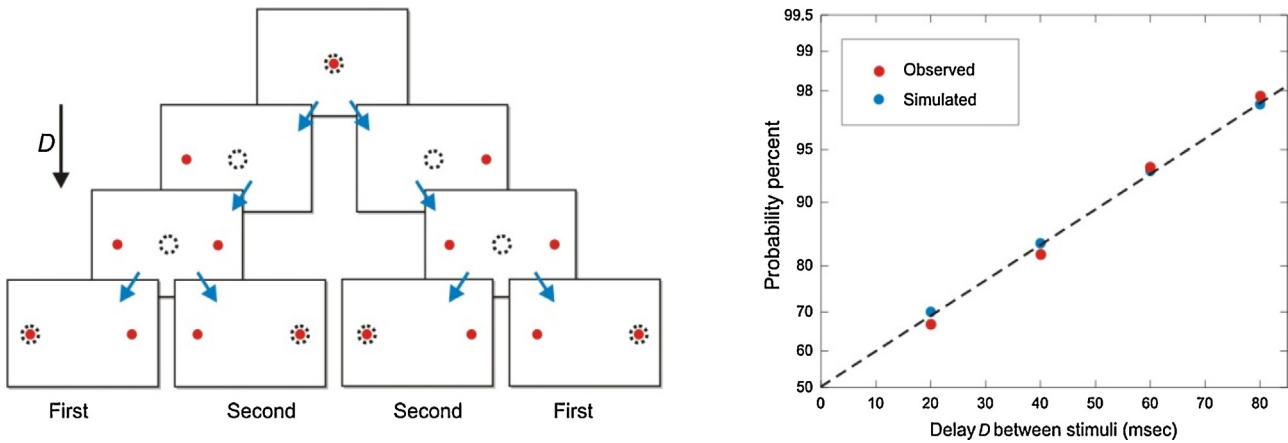 D
First
Second
Second
First
Probability percent
99.5
99
98
95
90
80
70
60
50
Observed
Simulated
0 10 20 30 40 50 60 70 80
Delay D between stimuli (msec)